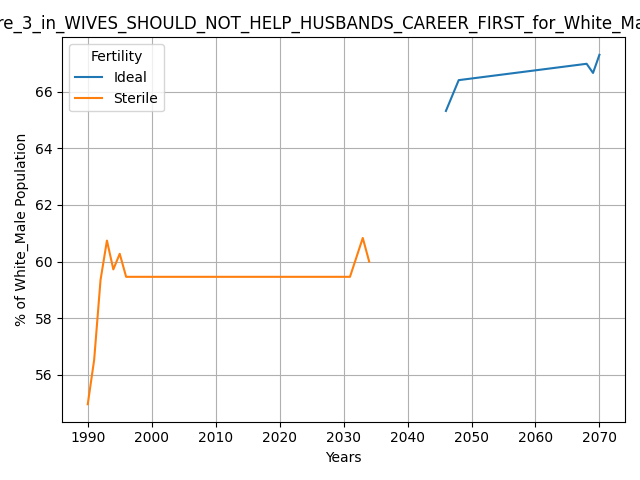 re_3_in_WIVES_SHOULD_NOT_HELP_HUSBANDS_CAREER_FIRST_for_White_Ma
Fertility
Ideal
Sterile
% of White_Male Population
66
64
62
60
58
56
1990 2000 2010 2020 2030 2040 2050 2060 2070
Years